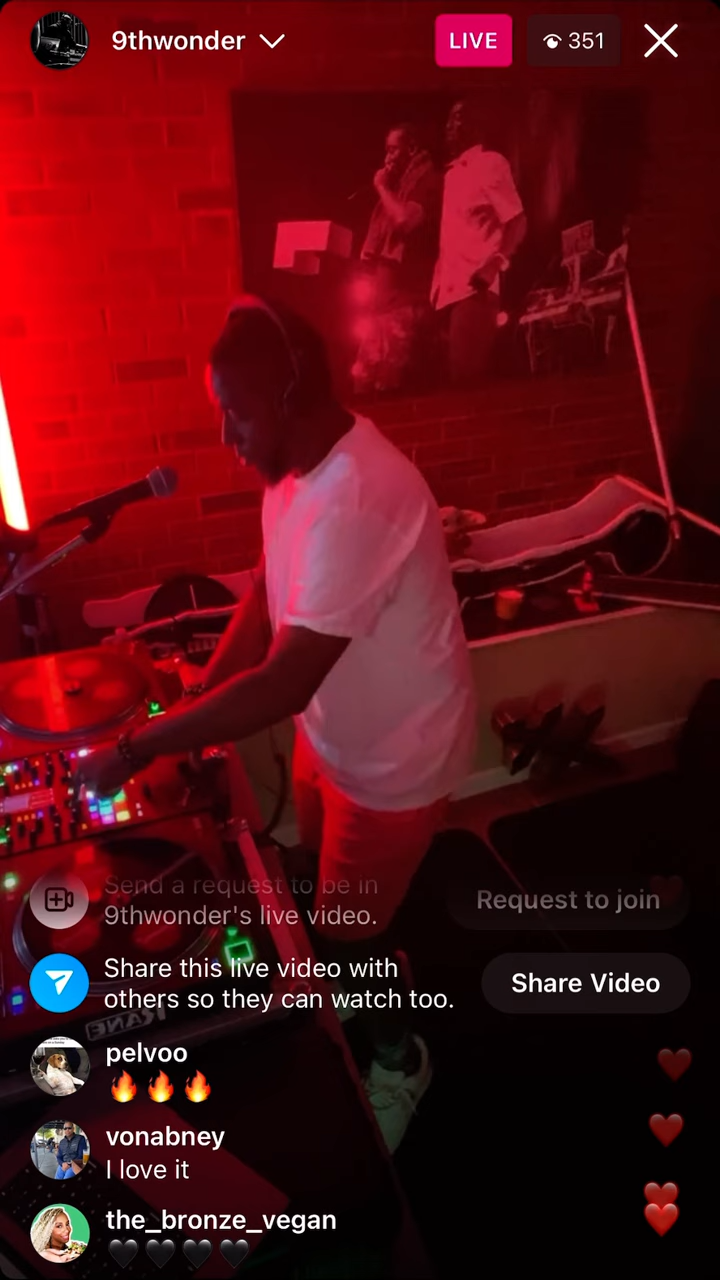 9thwonder
LIVE
351
Send a request to be in
9thwonder's live video.
Request to join
Share this live video with
others so they can watch too.
Share Video
RANE
pelvoo
🔥🔥🔥
vonabney
I love it
the_bronze_vegan
🖤🖤🖤🖤